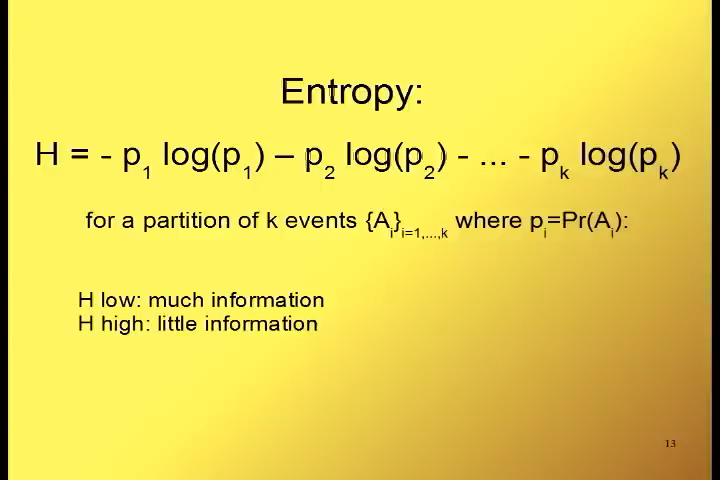 Entropy:
H = - p₁ log(p₁) – p₂ log(p₂) - ... - pₖ log(pₖ)
for a partition of k events {Aᵢ}ᵢ₌₁,...,ₖ where pᵢ=Pr(Aᵢ):
H low: much information
H high: little information
13